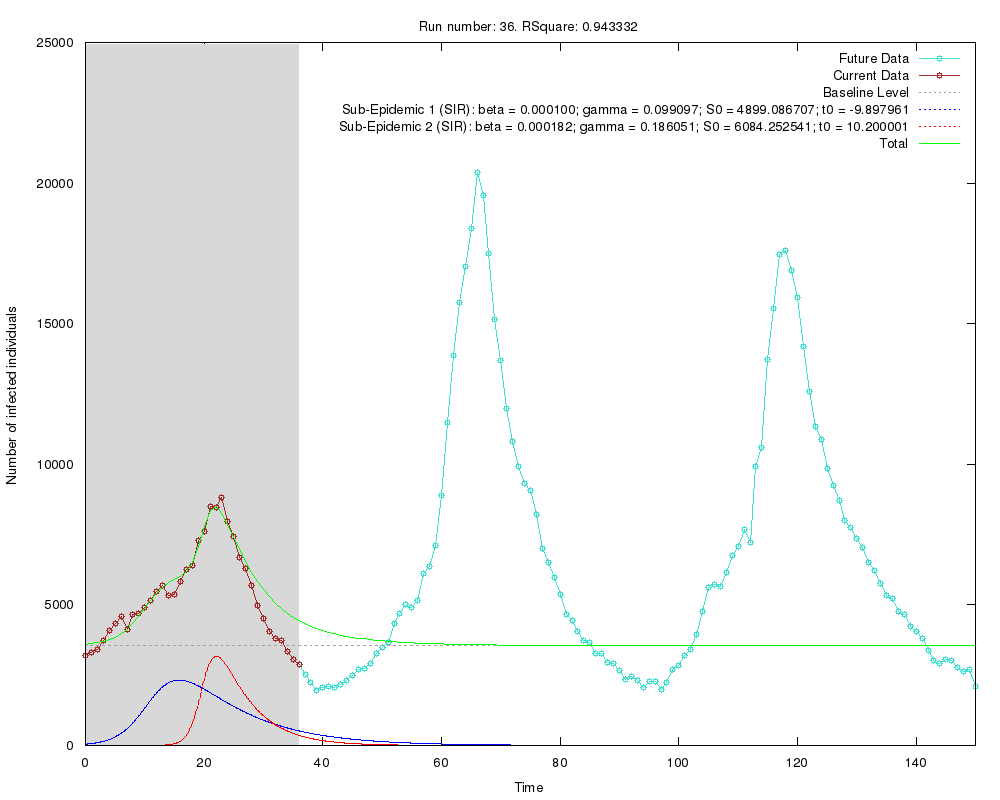 Run number: 36. RSquare: 0.943332
Future Data
Current Data
Baseline Level
Sub-Epidemic 1 (SIR): beta = 0.000100; gamma = 0.099097; S0 = 4899.086707; t0 = -9.897961
Sub-Epidemic 2 (SIR): beta = 0.000182; gamma = 0.186051; S0 = 6084.252541; t0 = 10.200001
Total
25000
20000
15000
10000
5000
0
Number of infected individuals
0 20 40 60 80 100 120 140
Time